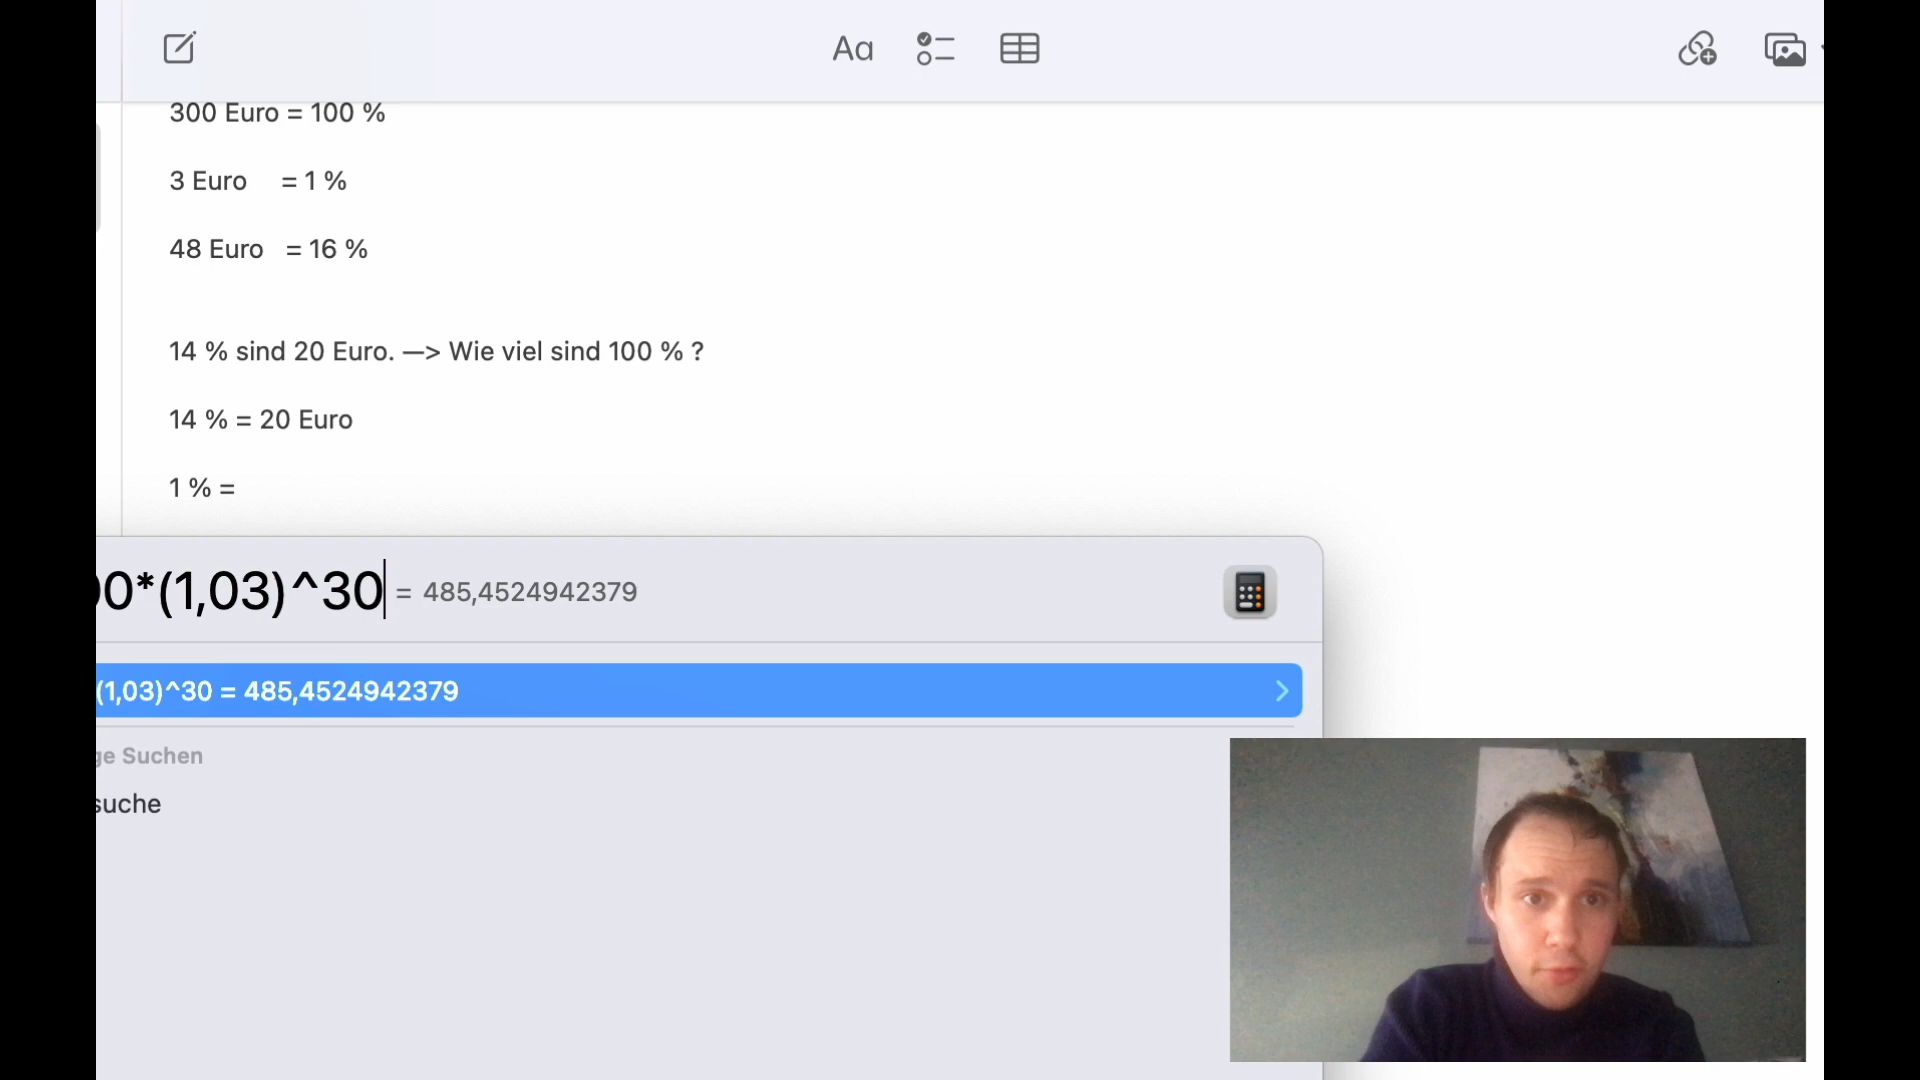 Aa
300 Euro = 100 %
3 Euro = 1 %
48 Euro = 16 %
14 % sind 20 Euro. —> Wie viel sind 100 % ?
14 % = 20 Euro
1 % =
0*(1,03)^30 = 485,4524942379
(1,03)^30 = 485,4524942379
ge Suchen
suche